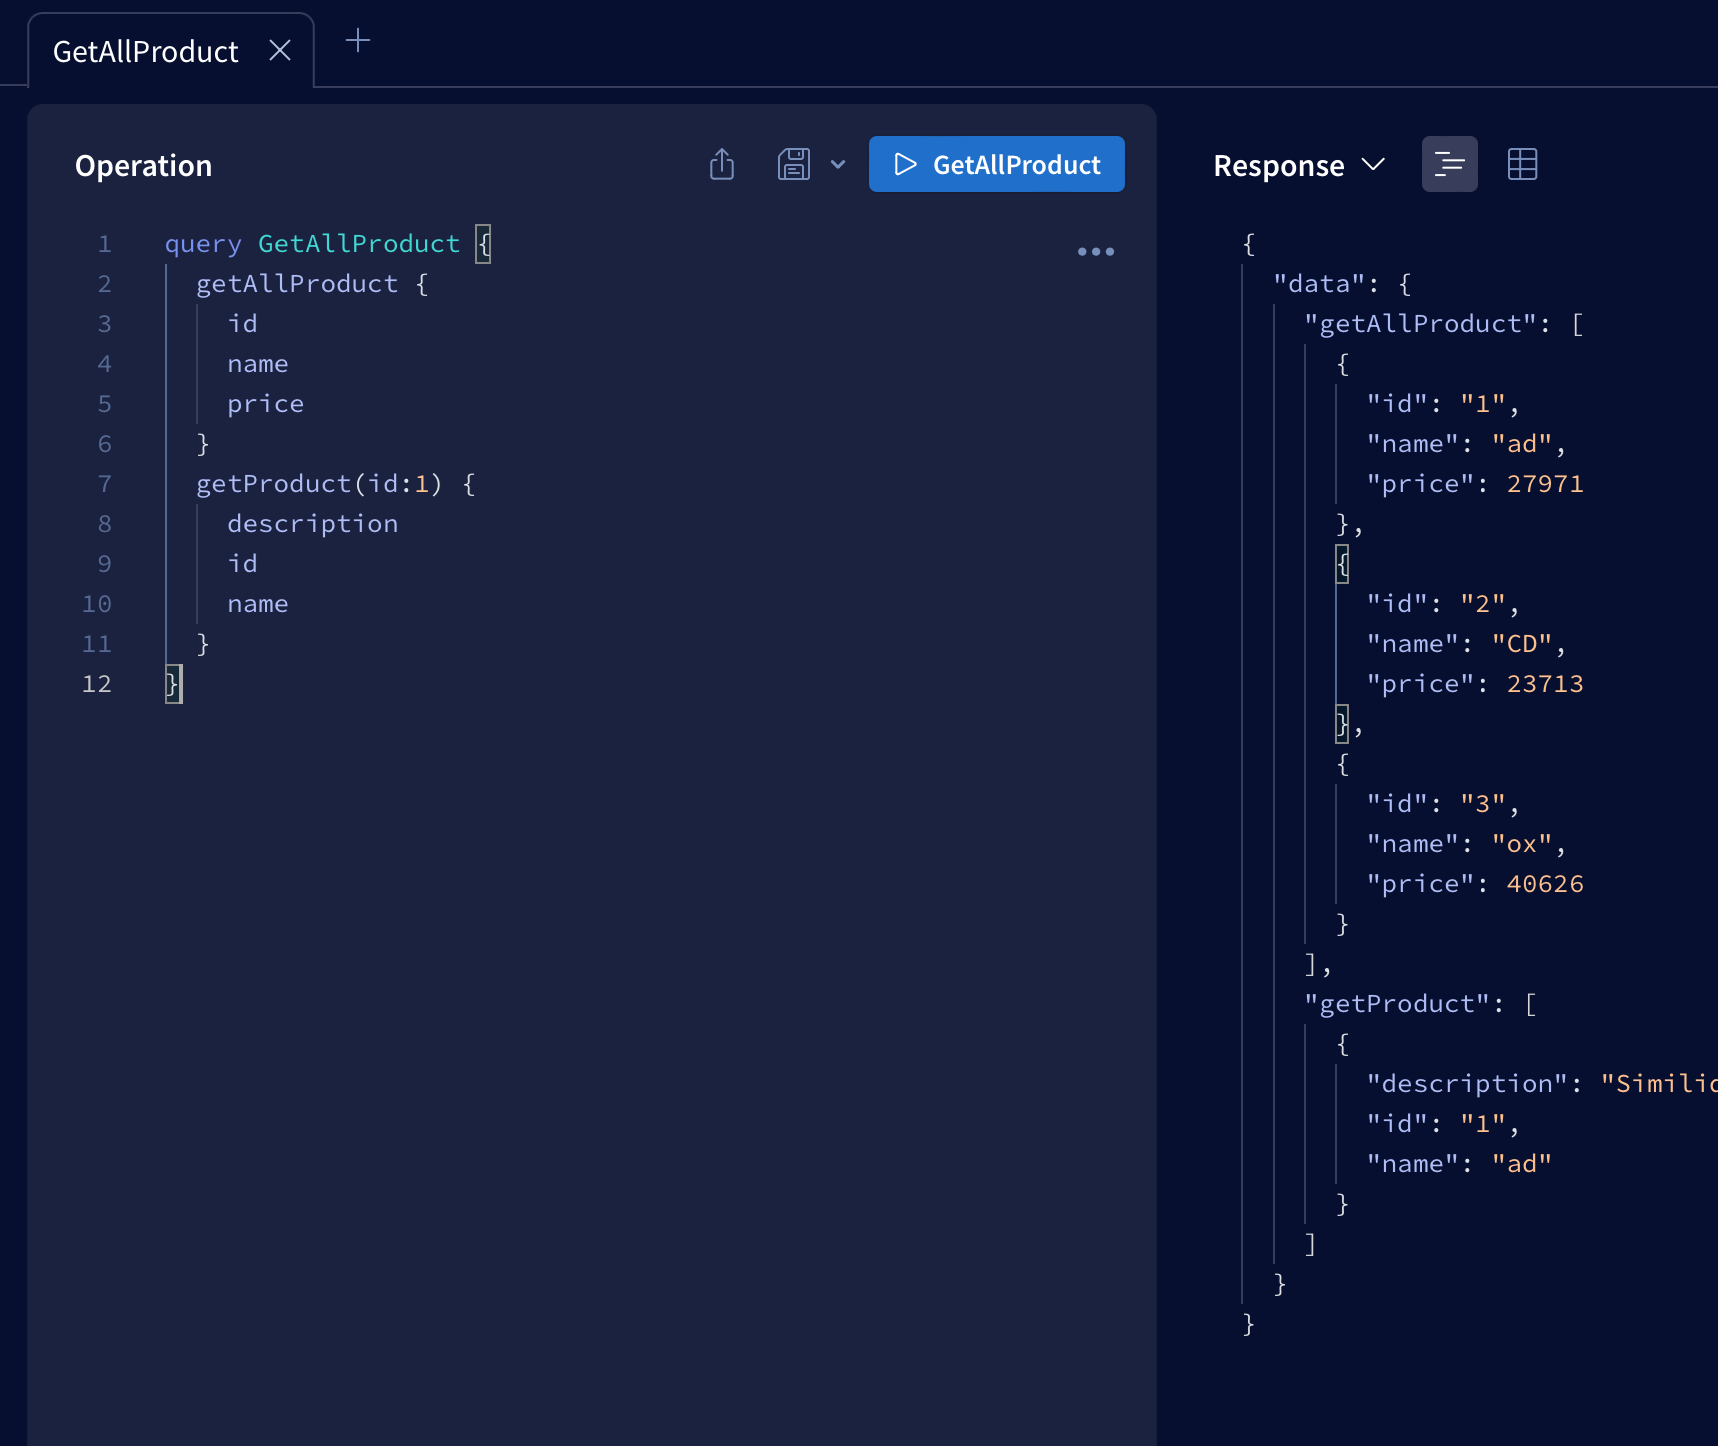 GetAllProduct
Operation
GetAllProduct
1 query GetAllProduct {
2 getAllProduct {
3 id
4 name
5 price
6 }
7 getProduct(id:1) {
8 description
9 id
10 name
11 }
12 }
Response
{
"data": {
"getAllProduct": [
{
"id": "1",
"name": "ad",
"price": 27971
},
{
"id": "2",
"name": "CD",
"price": 23713
},
{
"id": "3",
"name": "ox",
"price": 40626
}
],
"getProduct": [
{
"description":
"id": "1",
"name": "ad"
}
]
}
}